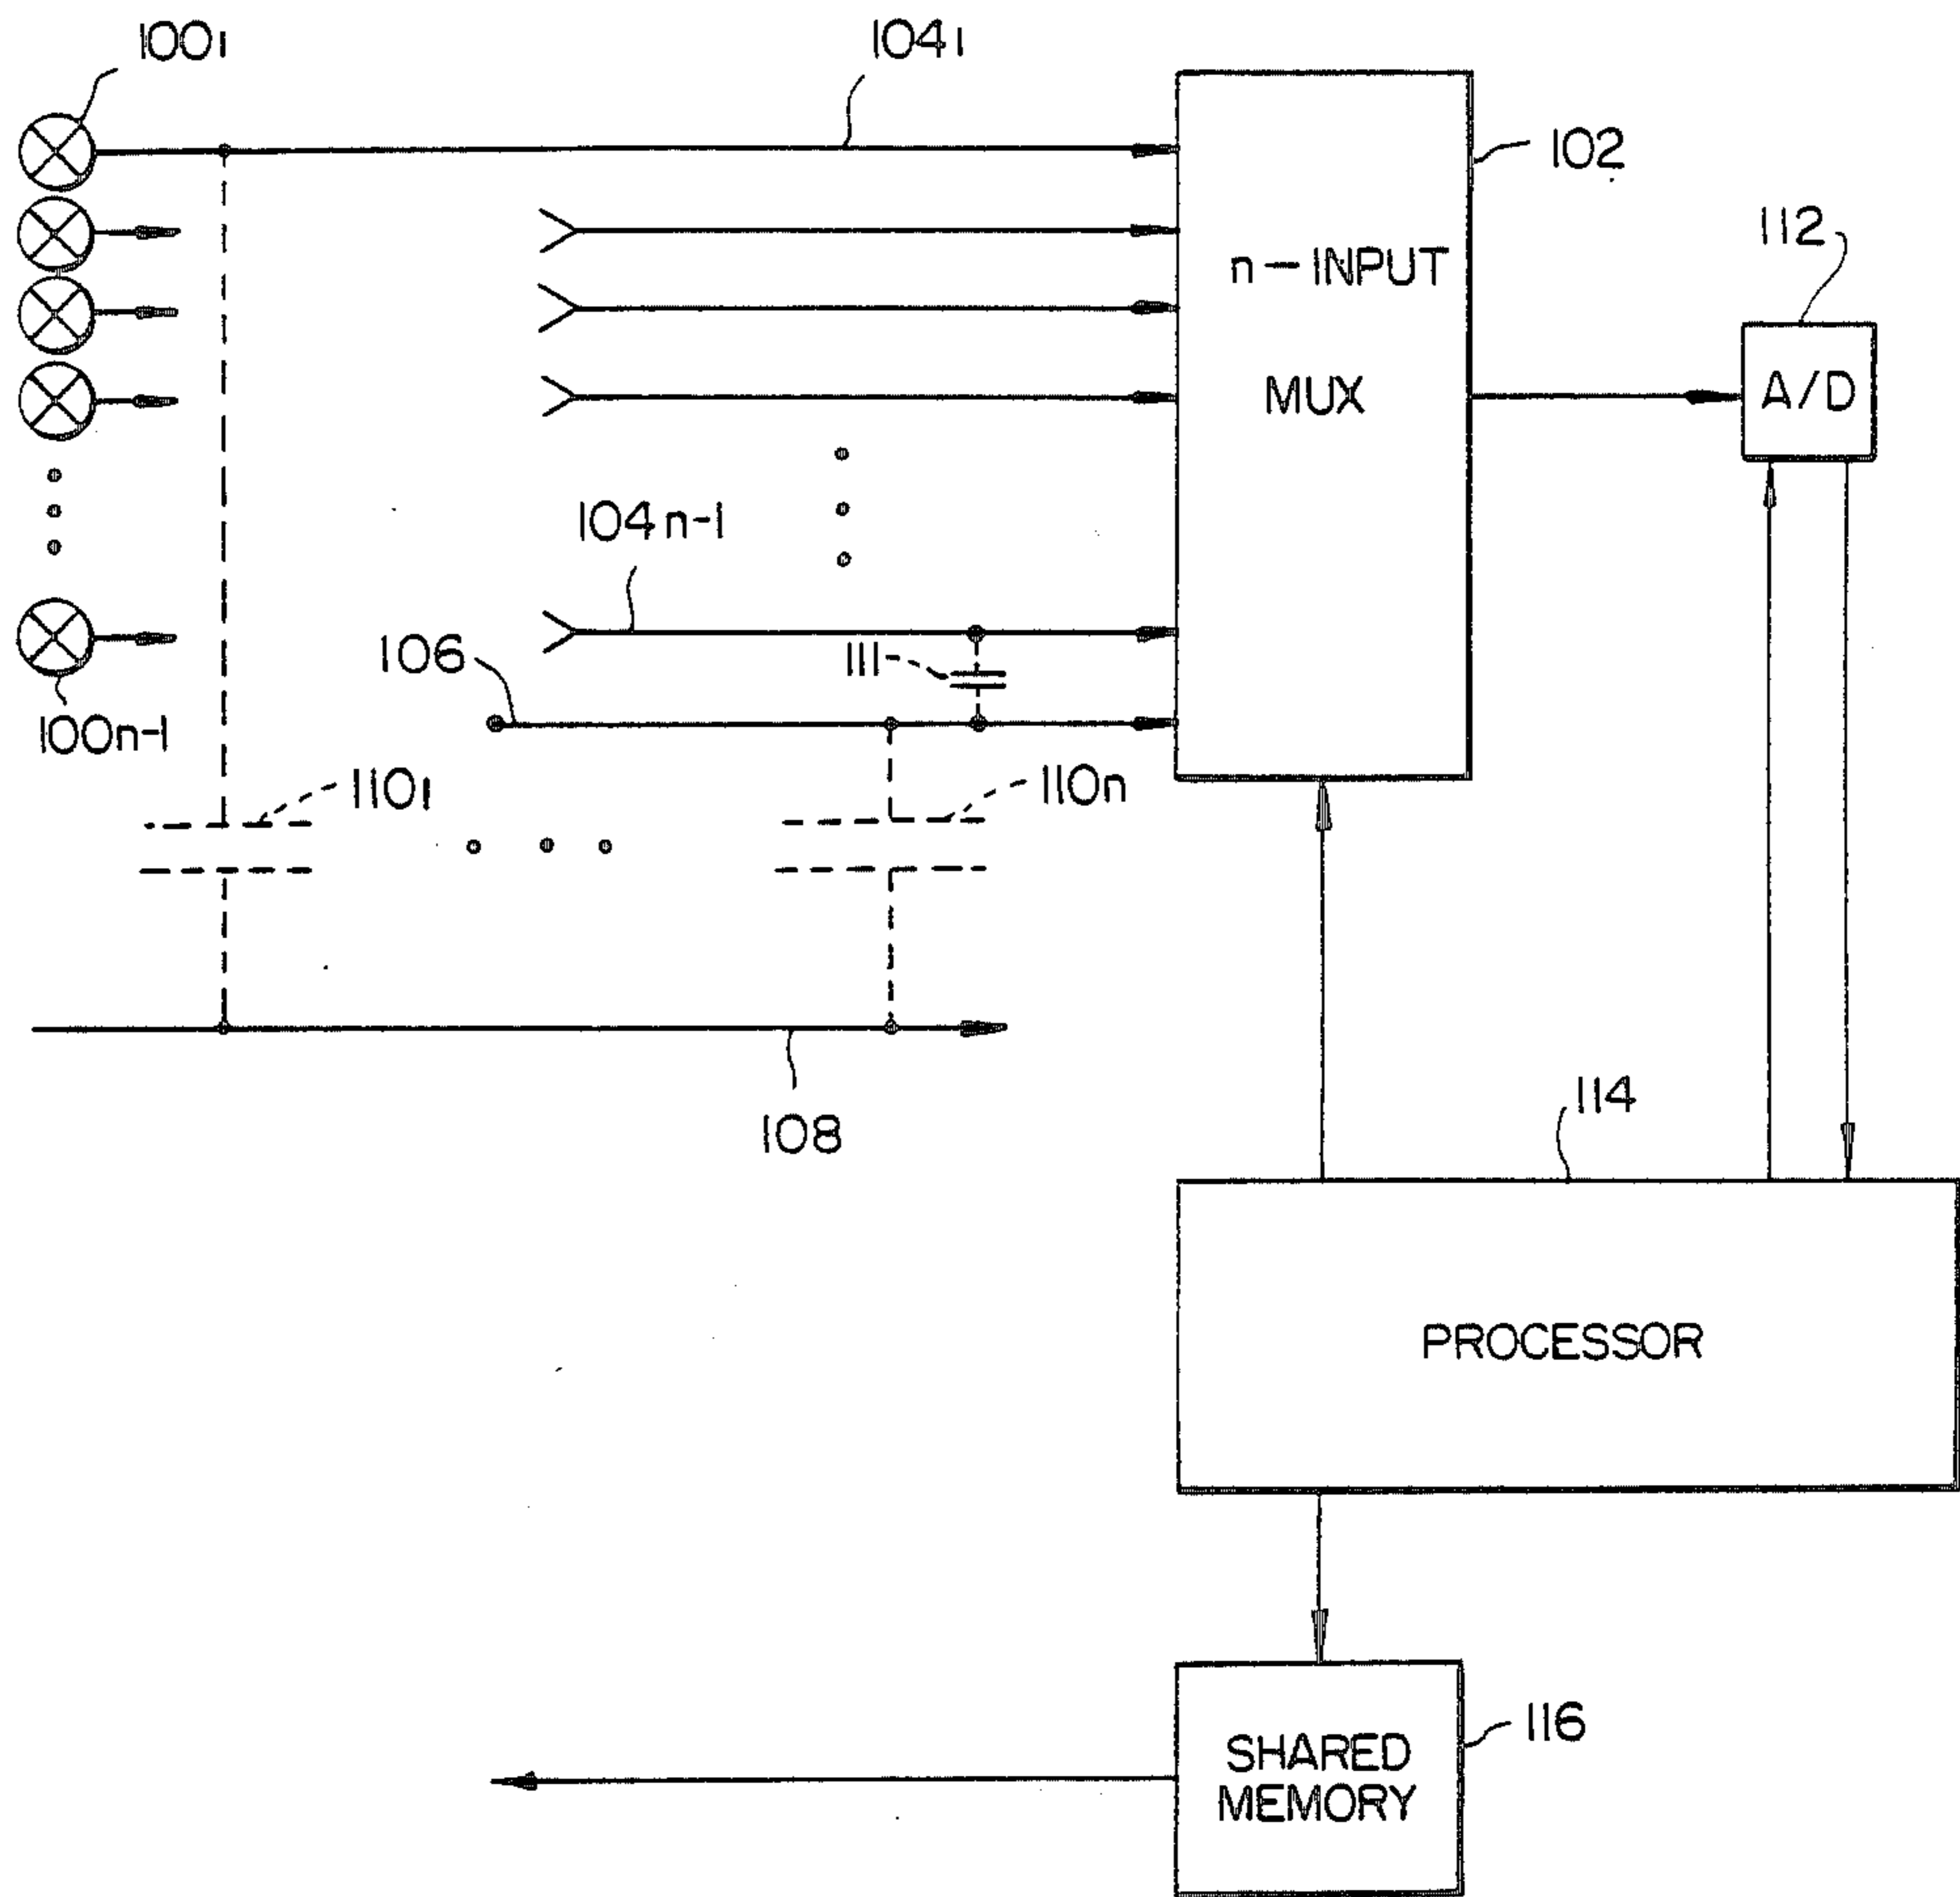 100₁
104₁
102
n-INPUT
MUX
112
A/D
104n-1
106
111
100n-1
110₁
110n
108
114
PROCESSOR
116
SHARED
MEMORY